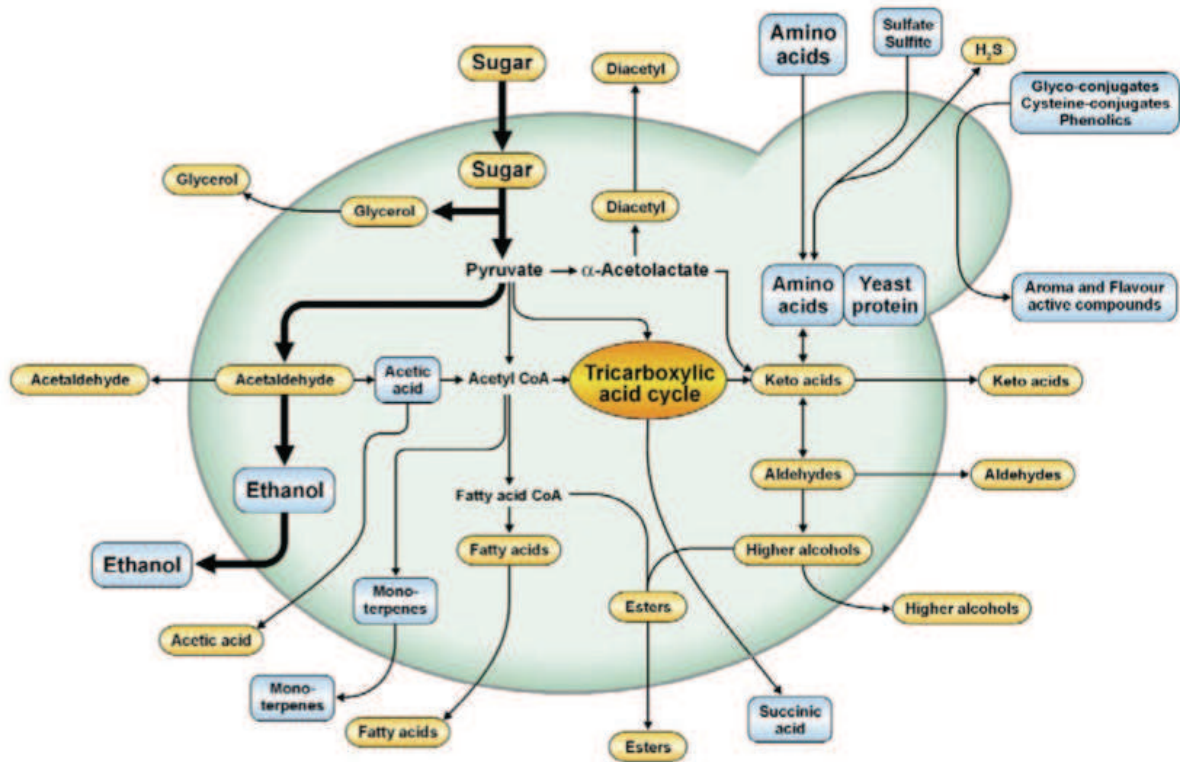 Sugar
Diacetyl
Amino
acids
Sulfate
Sulfite
H₂S
Glyco-conjugates
Cysteine-conjugates
Phenolics
Sugar
Glycerol
Glycerol
Diacetyl
Pyruvate
α-Acetolactate
Amino
acids
Yeast
protein
Aroma and Flavour
active compounds
Acetaldehyde
Acetaldehyde
Acetic
acid
Acetyl CoA
Tricarboxylic
acid cycle
Keto acids
Keto acids
Ethanol
Fatty acid CoA
Aldehydes
Aldehydes
Ethanol
Fatty acids
Higher alcohols
Mono-
terpenes
Esters
Higher alcohols
Acetic acid
Mono-
terpenes
Fatty acids
Esters
Succinic
acid